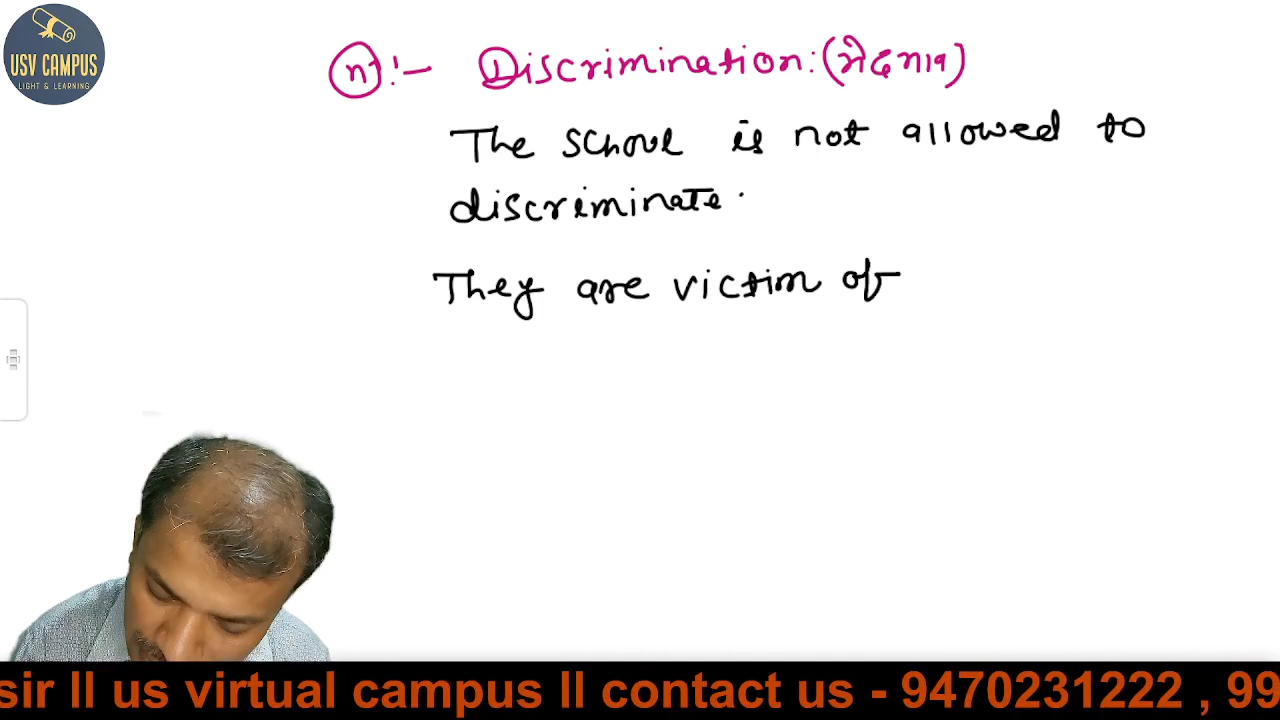 USV CAMPUS
LIGHT & LEARNING
n :- Discrimination: (भेदभाव)
The school is not allowed to
discriminate.
They are victim of
sir ll us virtual campus ll contact us - 9470231222 , 99